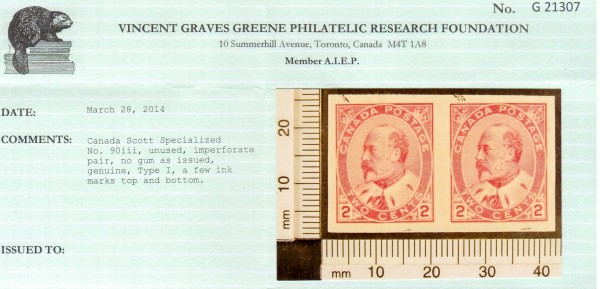 No. G 21307
VINCENT GRAVES GREENE PHILATELIC RESEARCH FOUNDATION
10 Summerhill Avenue, Toronto, Canada M4T 1A8
Member A.I.E.P.
DATE: March 28, 2014
COMMENTS: Canada Scott Specialized
No. 90iii, unused, imperforate
pair, no gum as issued,
genuine, Type I, a few ink
marks top and bottom.
ISSUED TO:
20
10
mm
CANADA POSTAGE
2 2
TWO CENTS
CANADA POSTAGE
2 2
TWO CENTS
mm 10 20 30 40